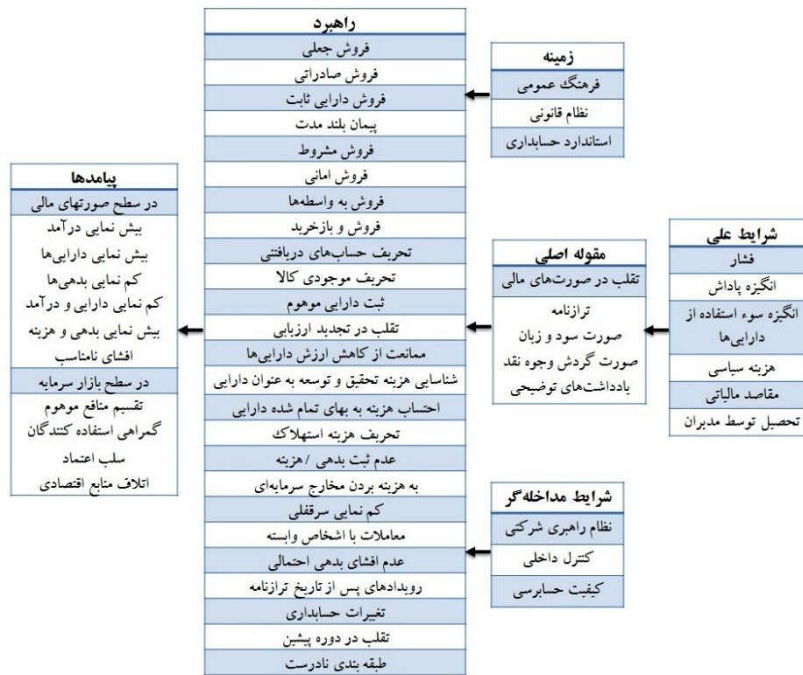 راهبرد
فروش جعلی
فروش صادراتی
فروش دارایی ثابت
پیمان بلند مدت
فروش مشروط
فروش امانی
فروش به واسطه‌ها
فروش و بازخرید
تحریف حساب‌های دریافتنی
تحریف موجودی کالا
ثبت دارایی موهوم
تقلب در تجدید ارزیابی
ممانعت از کاهش ارزش دارایی‌ها
شناسایی هزینه تحقیق و توسعه به عنوان دارایی
احتساب هزینه به بهای تمام شده دارایی
تحریف هزینه استهلاک
عدم ثبت بدهی /هزینه
به هزینه بردن مخارج سرمایه‌ای
کم نمایی سرقفلی
معاملات با اشخاص وابسته
عدم افشای بدهی احتمالی
رویدادهای پس از تاریخ ترازنامه
تغییرات حسابداری
تقلب در دوره پیشین
طبقه بندی نادرست
زمینه
فرهنگ عمومی
نظام قانونی
استاندارد حسابداری
شرایط علی
فشار
انگیزه پاداش
انگیزه سوء استفاده از
دارایی‌ها
هزینه سیاسی
مقاصد مالیاتی
تحصیل توسط مدیران
مقوله اصلی
تقلب در صورت‌های مالی
ترازنامه
صورت سود و زیان
صورت گردش وجوه نقد
یادداشت‌های توضیحی
شرایط مداخله‌گر
نظام راهبری شرکتی
کنترل داخلی
کیفیت حسابرسی
پیامدها
در سطح صورتهای مالی
بیش نمایی درآمد
بیش نمایی دارایی‌ها
کم نمایی بدهی‌ها
کم نمایی دارایی و درآمد
بیش نمایی بدهی و هزینه
افشای نامناسب
در سطح بازار سرمایه
تقسیم منافع موهوم
گمراهی استفاده کنندگان
سلب اعتماد
اتلاف منابع اقتصادی